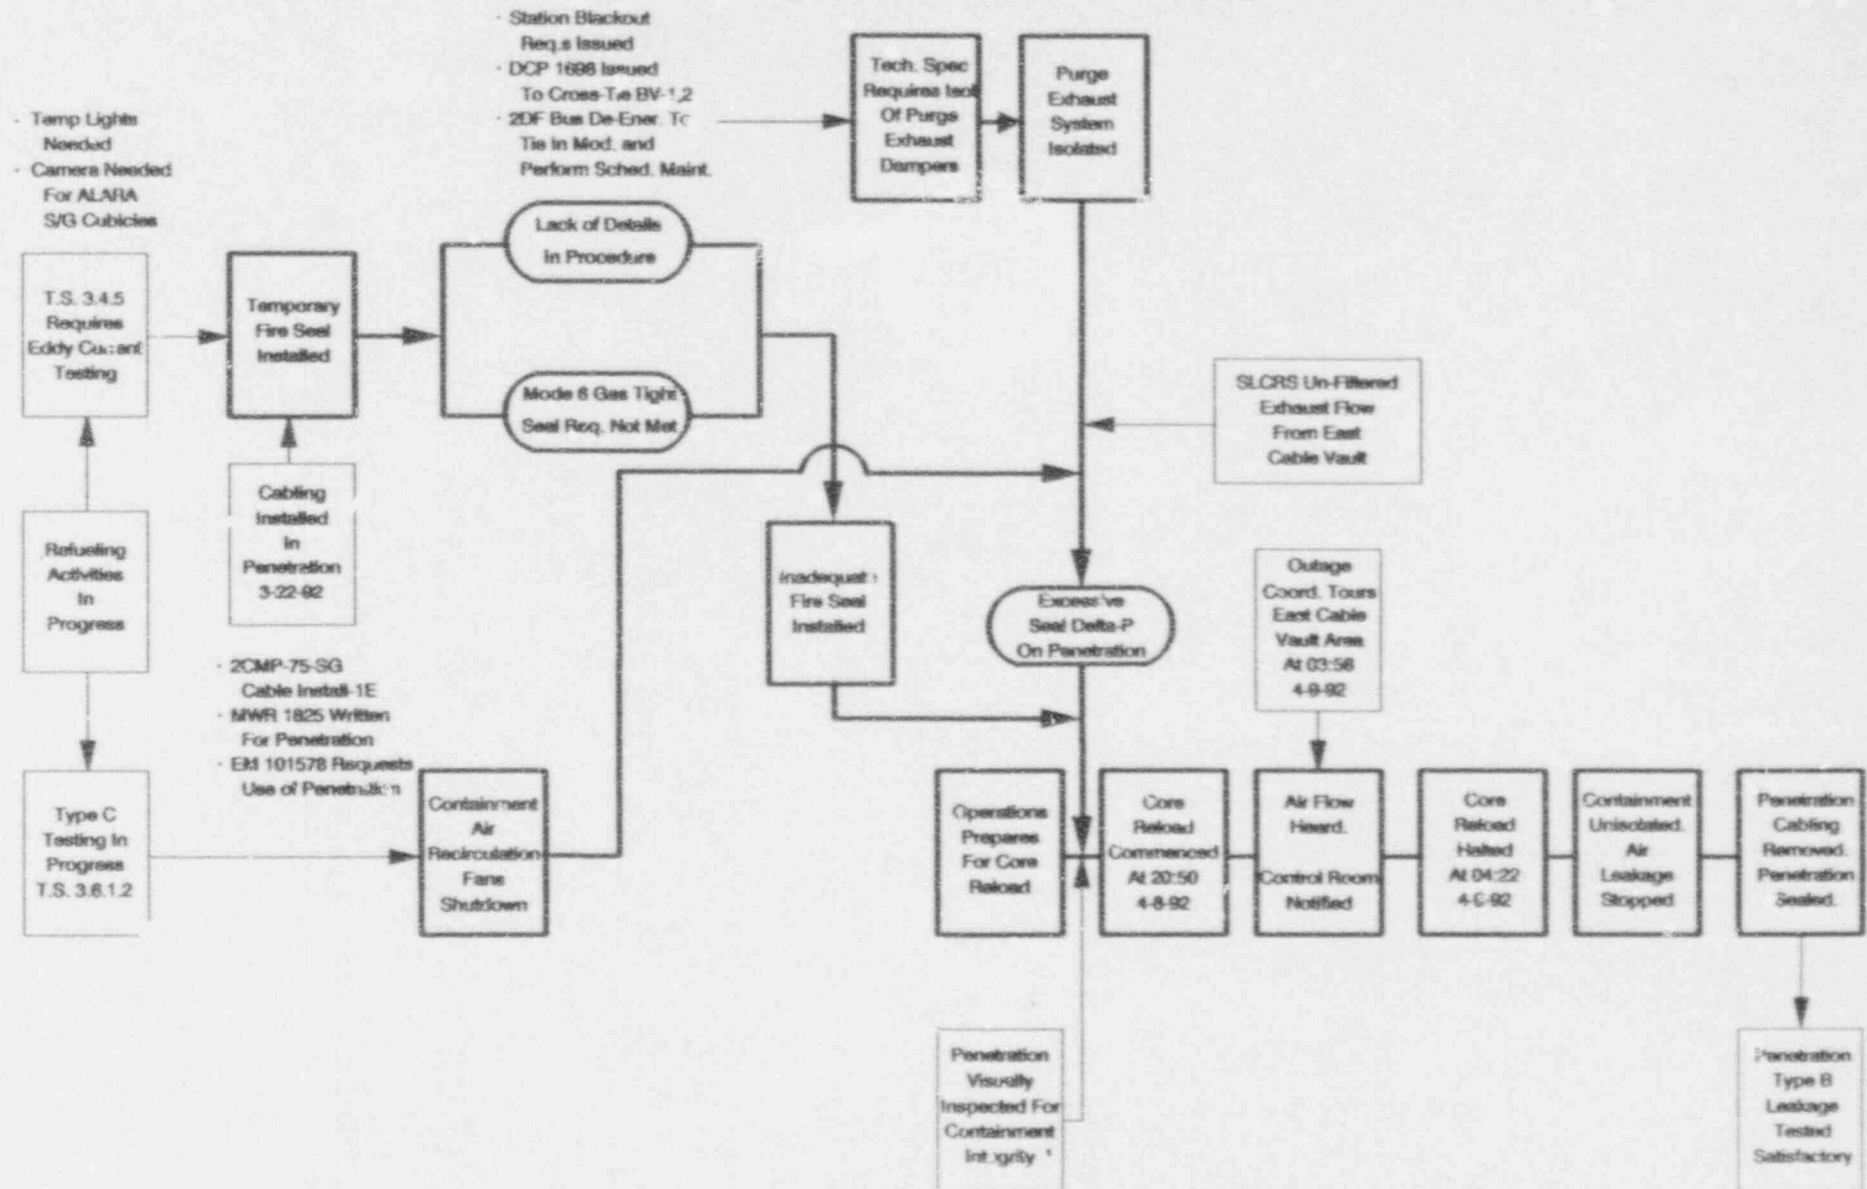 · Station Blackout
Req.s Issued
· DCP 1698 Issued
To Cross-Tie BV-1,2
· 2DF Bus De-Ener. To
Tie In Mod. and
Perform Sched. Maint.
Tech. Spec
Requires Isol
Of Purge
Exhaust
Dampers
Purge
Exhaust
System
Isolated
· Temp Lights
Needed
· Camera Needed
For ALARA
S/G Cubicles
T.S. 3.4.5
Requires
Eddy Current
Testing
Temporary
Fire Seal
Installed
Lack of Details
In Procedure
Mode 6 Gas Tight
Seal Req. Not Met
SLCRS Un-Filtered
Exhaust Flow
From East
Cable Vault
Refueling
Activities
In
Progress
Cabling
Installed
In
Penetration
3-22-92
Inadequate
Fire Seal
Installed
Excessive
Seal Delta-P
On Penetration
Outage
Coord. Tours
East Cable
Vault Area
At 03:56
4-9-92
· 2CMP-75-SG
Cable Install-1E
· MWR 1825 Written
For Penetration
· EM 101578 Requests
Use of Penetration
Type C
Testing In
Progress
T.S. 3.6.1.2
Containment
Air
Recirculation
Fans
Shutdown
Operations
Prepares
For Core
Reload
Core
Reload
Commenced
At 20:50
4-8-92
Air Flow
Heard.
Control Room
Notified
Core
Reload
Halted
At 04:22
Containment
Unisolated.
Air
Leakage
Stopped
Penetration
Cabling
Removed.
Penetration
Sealed.
Penetration
Visually
Inspected For
Containment
Integrity
Penetration
Type B
Leakage
Tested
Satisfactory